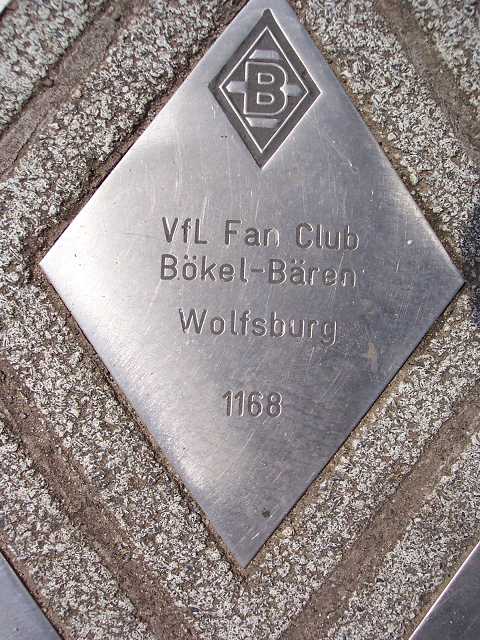 B
VfL Fan Club
Bökel-Bären
Wolfsburg
1168